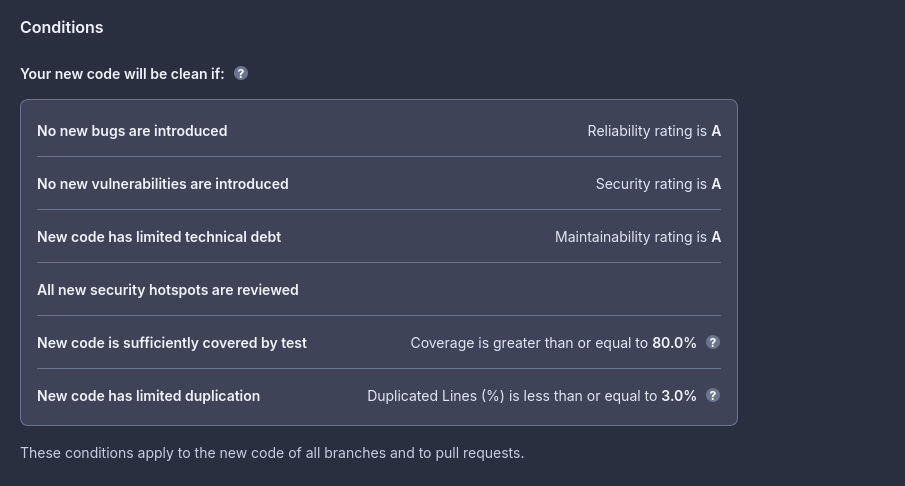 Conditions
Your new code will be clean if: ?
No new bugs are introduced Reliability rating is A
No new vulnerabilities are introduced Security rating is A
New code has limited technical debt Maintainability rating is A
All new security hotspots are reviewed
New code is sufficiently covered by test Coverage is greater than or equal to 80.0% ?
New code has limited duplication Duplicated Lines (%) is less than or equal to 3.0% ?
These conditions apply to the new code of all branches and to pull requests.